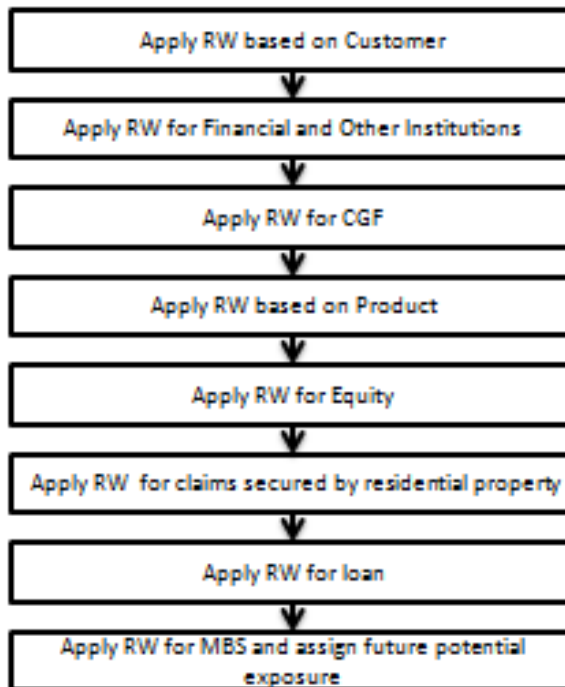 Apply RW based on Customer
Apply RW for Financial and Other Institutions
Apply RW for CGF
Apply RW based on Product
Apply RW for Equity
Apply RW for claims secured by residential property
Apply RW for loan
Apply RW for MBS and assign future potential
exposure